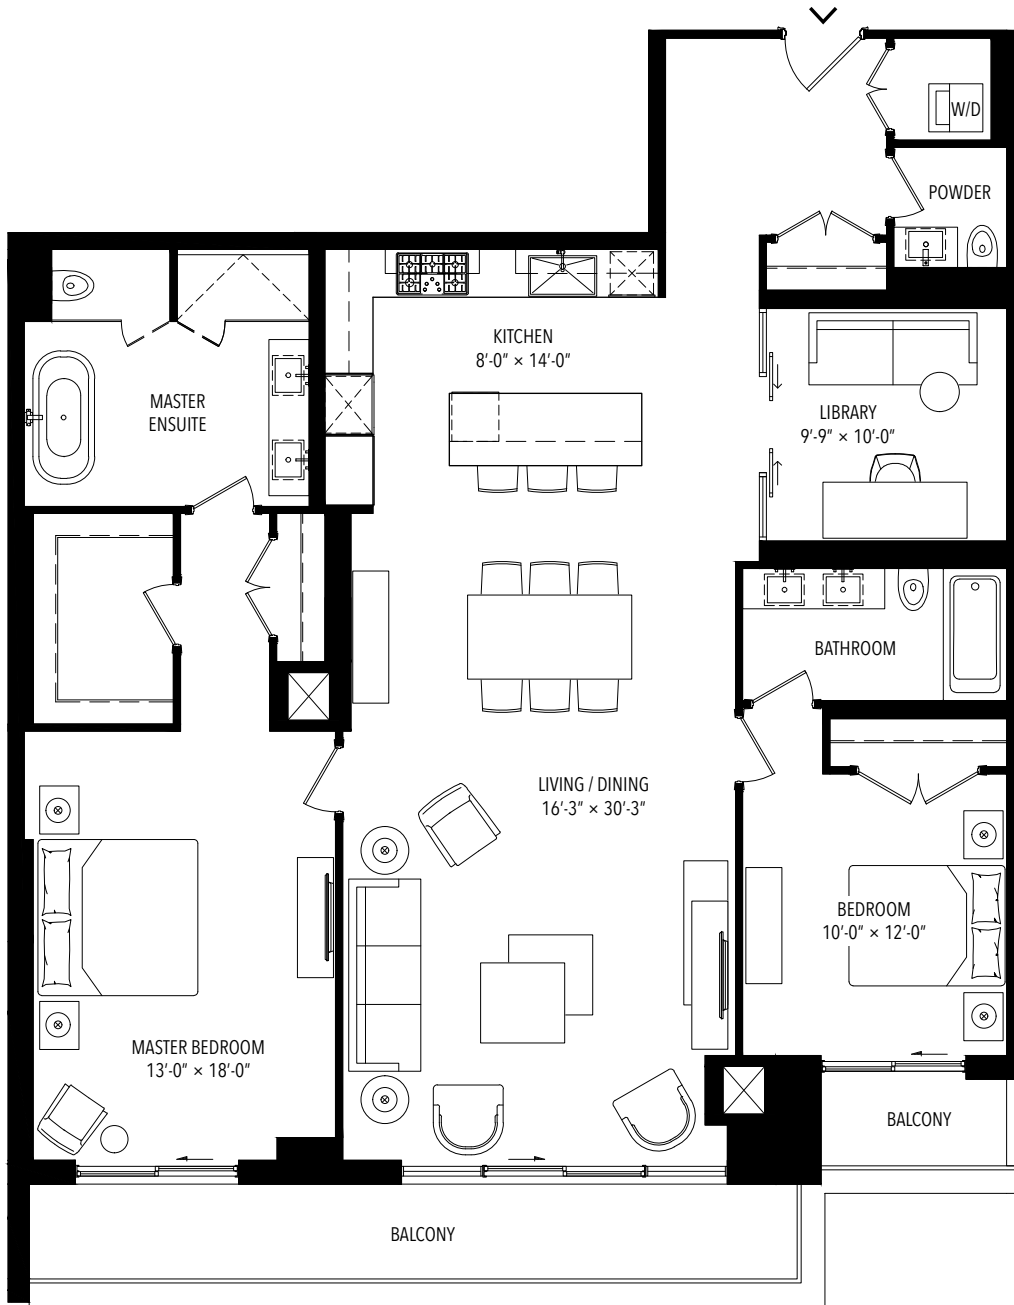 W/D
POWDER
KITCHEN
8'-0" × 14'-0"
MASTER
ENSUITE
LIBRARY
9'-9" × 10'-0"
BATHROOM
LIVING / DINING
16'-3" × 30'-3"
BEDROOM
10'-0" × 12'-0"
MASTER BEDROOM
13'-0" × 18'-0"
BALCONY
BALCONY